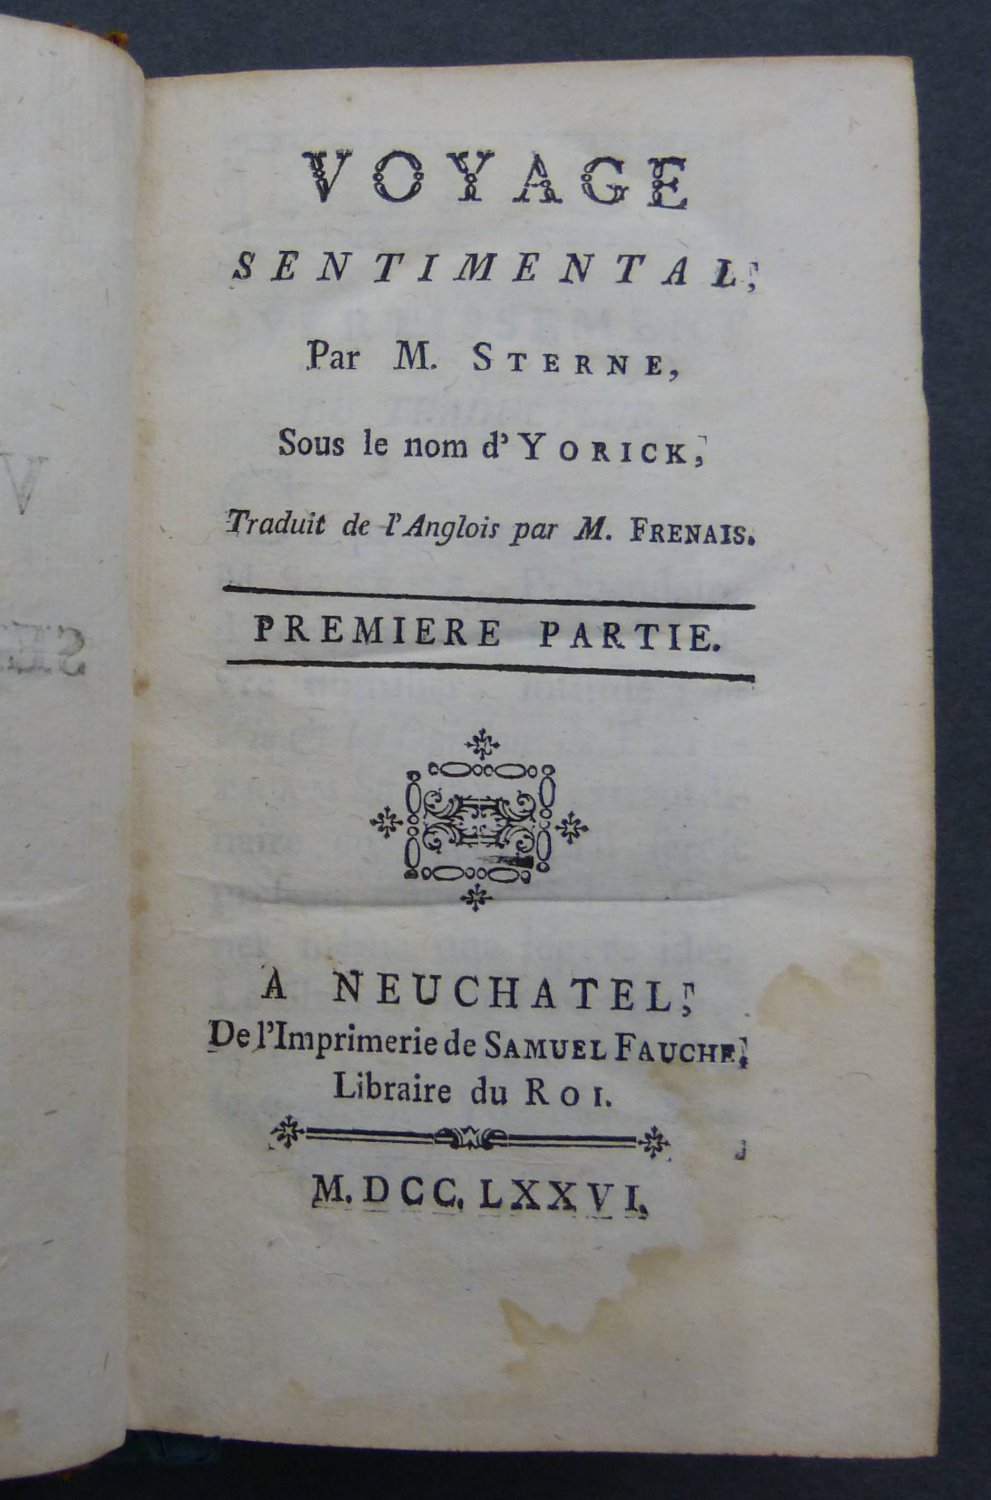 VOYAGE
SENTIMENTAL,
Par M. STERNE,
Sous le nom d'YORICK,
Traduit de l'Anglois par M. FRENAIS.
PREMIERE PARTIE.
A NEUCHATEL,
De l'Imprimerie de SAMUEL FAUCHE,
Libraire du ROI.
M. DCC. LXXVI.